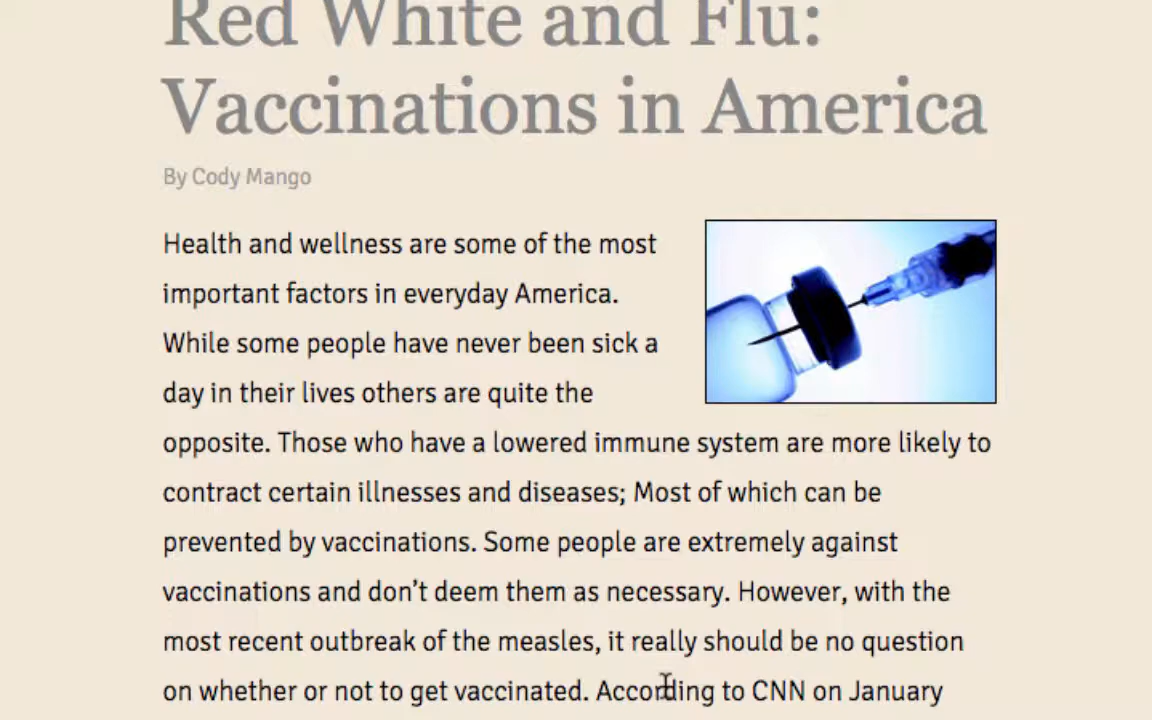 Red White and Flu:
Vaccinations in America
By Cody Mango
Health and wellness are some of the most
important factors in everyday America.
While some people have never been sick a
day in their lives others are quite the
opposite. Those who have a lowered immune system are more likely to
contract certain illnesses and diseases; Most of which can be
prevented by vaccinations. Some people are extremely against
vaccinations and don’t deem them as necessary. However, with the
most recent outbreak of the measles, it really should be no question
on whether or not to get vaccinated. According to CNN on January